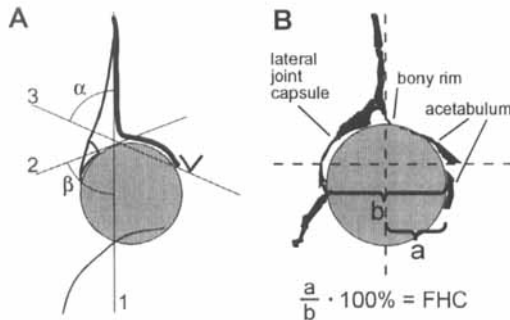 A
3
α
2
β
1
B
lateral
joint
capsule
bony rim
acetabulum
b
a
a/b · 100% = FHC